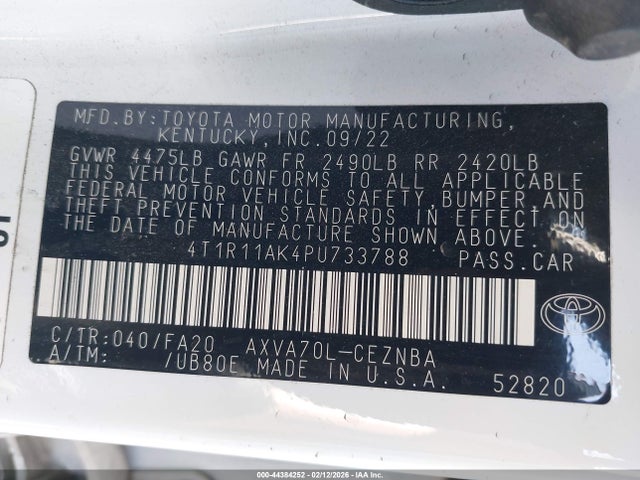 MFD.BY:TOYOTA MOTOR MANUFACTURING,
KENTUCKY,INC.09/22
GVWR 4475LB GAWR FR 2490LB RR 2420LB
THIS VEHICLE CONFORMS TO ALL APPLICABLE
FEDERAL MOTOR VEHICLE SAFETY, BUMPER, AND
THEFT PREVENTION STANDARDS IN EFFECT ON
THE DATE OF MANUFACTURE SHOWN ABOVE.
4T1R11AK4PU733788 PASS.CAR
C/TR:040/FA20 AXVA70L-CEZNBA
A/TM: /UB80E MADE IN U.S.A. 52820
000-44384252 - 02/12/2026 - IAA Inc.